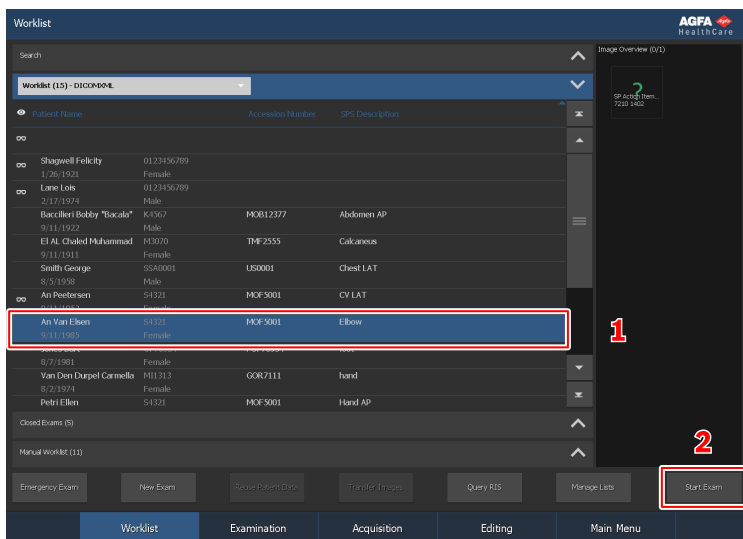 Worklist
AGFA
HealthCare
Search
Image Overview (0/1)
Worklist (15) - DICOMXML
?
SP Action Item...
7210 1402
Patient Name Accession Number SPS Description
Shagwell Felicity 0123456789
1/26/1921 Female
Lane Lois 0123456789
2/17/1974 Male
Baccilieri Bobby "Bacala" K4567 MOB12377 Abdomen AP
9/11/1922 Male
El AL Chaled Muhammad M3070 TMF2555 Calcaneus
9/11/1911 Female
Smith George SSA0001 US0001 Chest LAT
8/5/1958 Male
An Peetersen S4321 MOF5001 CV LAT
An Van Elsen S4321 MOF5001 Elbow
9/11/1985 Female
1
8/7/1981 Female
Van Den Durpel Carmella MI1313 GOR7111 hand
8/2/1974 Female
Petri Ellen S4321 MOF5001 Hand AP
Closed Exams (5)
Manual Worklist (11)
2
Emergency Exam New Exam Reuse Patient Data Transfer Images Query RIS Manage Lists Start Exam
Worklist Examination Acquisition Editing Main Menu